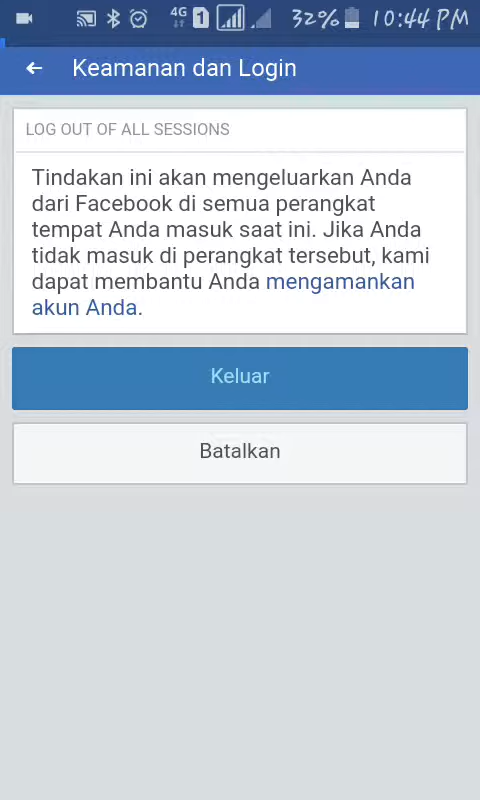 4G 1 32% 10:44 PM
Keamanan dan Login
LOG OUT OF ALL SESSIONS
Tindakan ini akan mengeluarkan Anda
dari Facebook di semua perangkat
tempat Anda masuk saat ini. Jika Anda
tidak masuk di perangkat tersebut, kami
dapat membantu Anda mengamankan
akun Anda.
Keluar
Batalkan